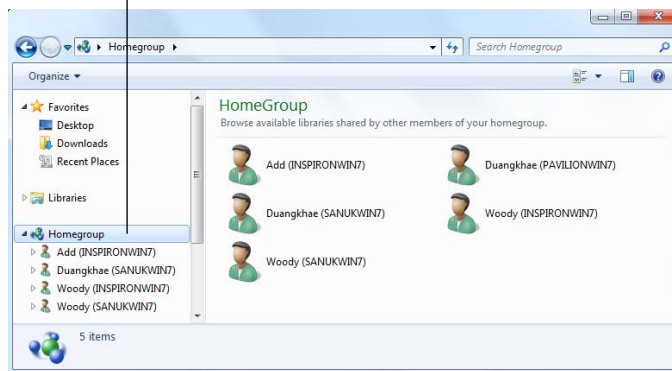 Homegroup
Search Homegroup
Organize
Favorites
Desktop
Downloads
Recent Places
Libraries
Homegroup
Add (INSPIRONWIN7)
Duangkhae (SANUKWIN7)
Woody (INSPIRONWIN7)
Woody (SANUKWIN7)
HomeGroup
Browse available libraries shared by other members of your homegroup.
Add (INSPIRONWIN7)
Duangkhae (PAVILIONWIN7)
Duangkhae (SANUKWIN7)
Woody (INSPIRONWIN7)
Woody (SANUKWIN7)
5 items